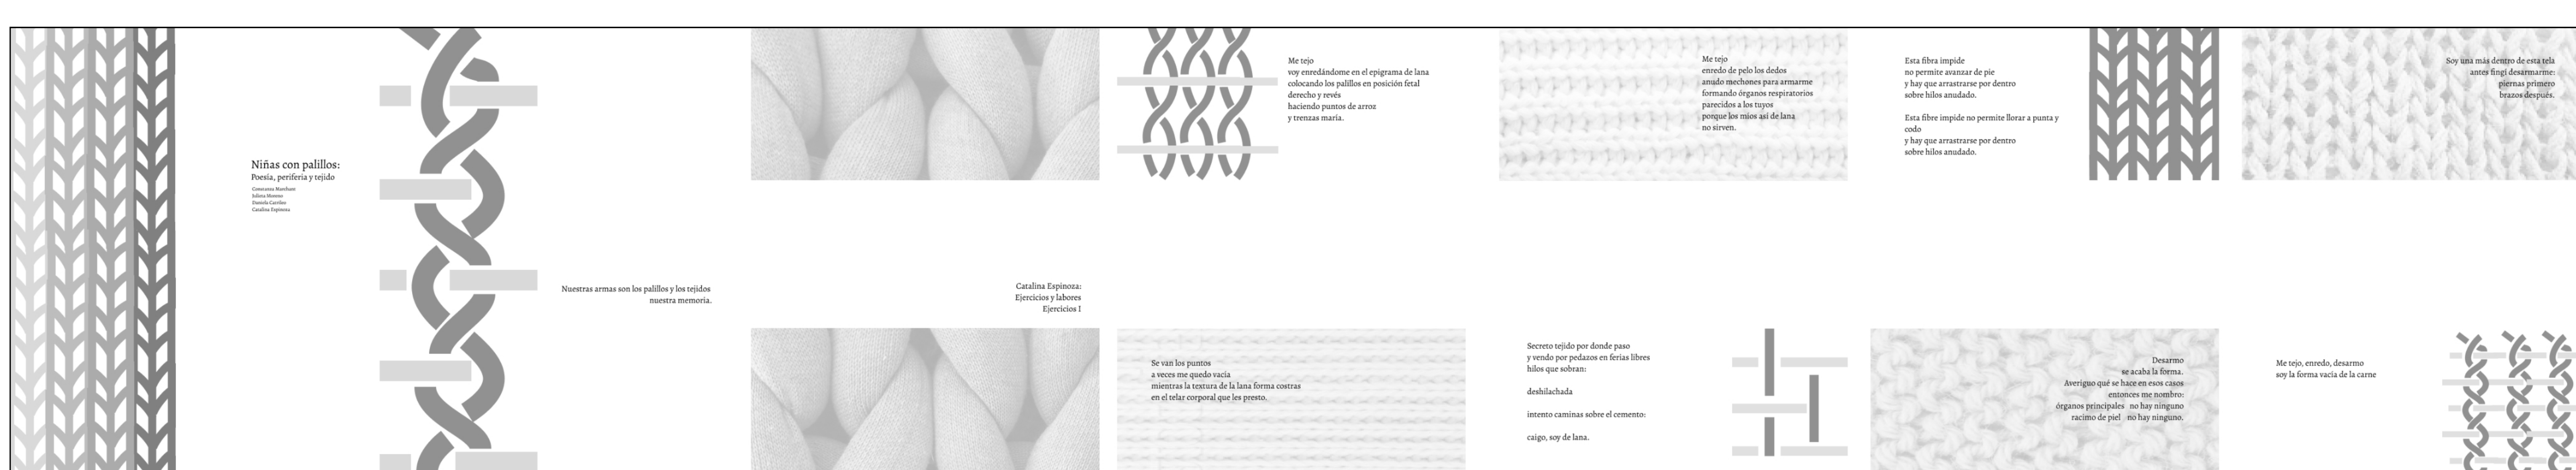 Niñas con palillos:
Poesía, periferia y tejido
Constanza Marchant
Julieta Moreno
Daniela Catrileo
Catalina Espinoza
Nuestras armas son los palillos y los tejidos
nuestra memoria.
Catalina Espinoza:
Ejercicios y labores
Ejercicios I
Me tejo
voy enredándome en el epigrama de lana
colocando los palillos en posición fetal
derecho y revés
haciendo puntos de arroz
y trenzas maría.
Se van los puntos
a veces me quedo vacía
mientras la textura de la lana forma costras
en el telar corporal que les presto.
Me tejo
enredo de pelo los dedos
anudo mechones para armarme
formando órganos respiratorios
parecidos a los tuyos
porque los míos así de lana
no sirven.
Secreto tejido por donde paso
y vendo por pedazos en ferias libres
hilos que sobran:
deshilachada
intento caminas sobre el cemento:
caigo, soy de lana.
Esta fibra impide
no permite avanzar de pie
y hay que arrastrarse por dentro
sobre hilos anudado.
Esta fibre impide no permite llorar a punta y
codo
y hay que arrastrarse por dentro
sobre hilos anudado.
Desarmo
se acaba la forma.
Averiguo qué se hace en esos casos
entonces me nombro:
órganos principales no hay ninguno
racimo de piel no hay ninguno.
Soy una más dentro de esta tela
antes fingí desarmarme:
piernas primero
brazos después.
Me tejo, enredo, desarmo
soy la forma vacía de la carne